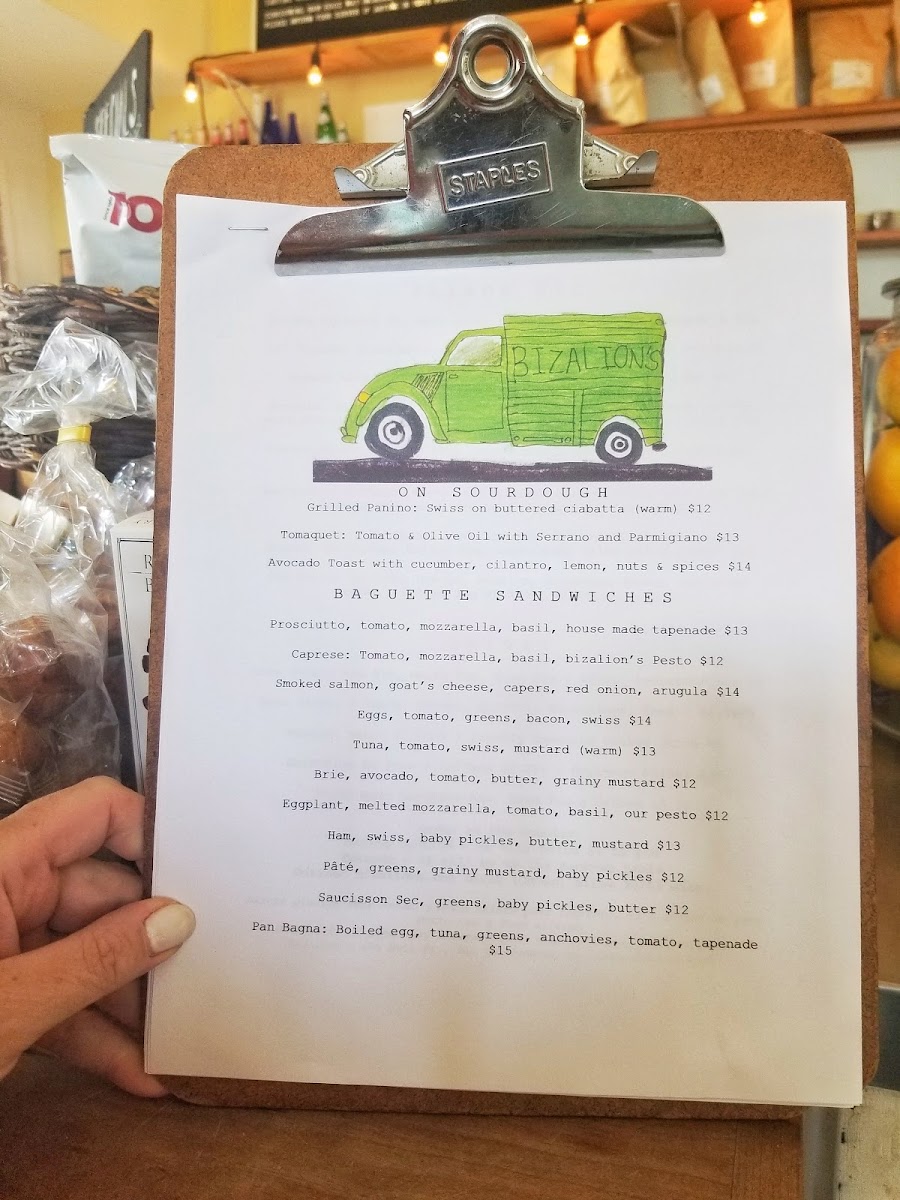 STAPLES
BIZALION'S
ON SOURDOUGH
Grilled Panino: Swiss on buttered ciabatta (warm) $12
Tomaquet: Tomato & Olive Oil with Serrano and Parmigiano $13
Avocado Toast with cucumber, cilantro, lemon, nuts & spices $14
BAGUETTE SANDWICHES
Prosciutto, tomato, mozzarella, basil, house made tapenade $13
Caprese: Tomato, mozzarella, basil, bizalion's Pesto $12
Smoked salmon, goat's cheese, capers, red onion, arugula $14
Eggs, tomato, greens, bacon, swiss $14
Tuna, tomato, swiss, mustard (warm) $13
Brie, avocado, tomato, butter, grainy mustard $12
Eggplant, melted mozzarella, tomato, basil, our pesto $12
Ham, swiss, baby pickles, butter, mustard $13
Pâté, greens, grainy mustard, baby pickles $12
Saucisson Sec, greens, baby pickles, butter $12
Pan Bagna: Boiled egg, tuna, greens, anchovies, tomato, tapenade
$15